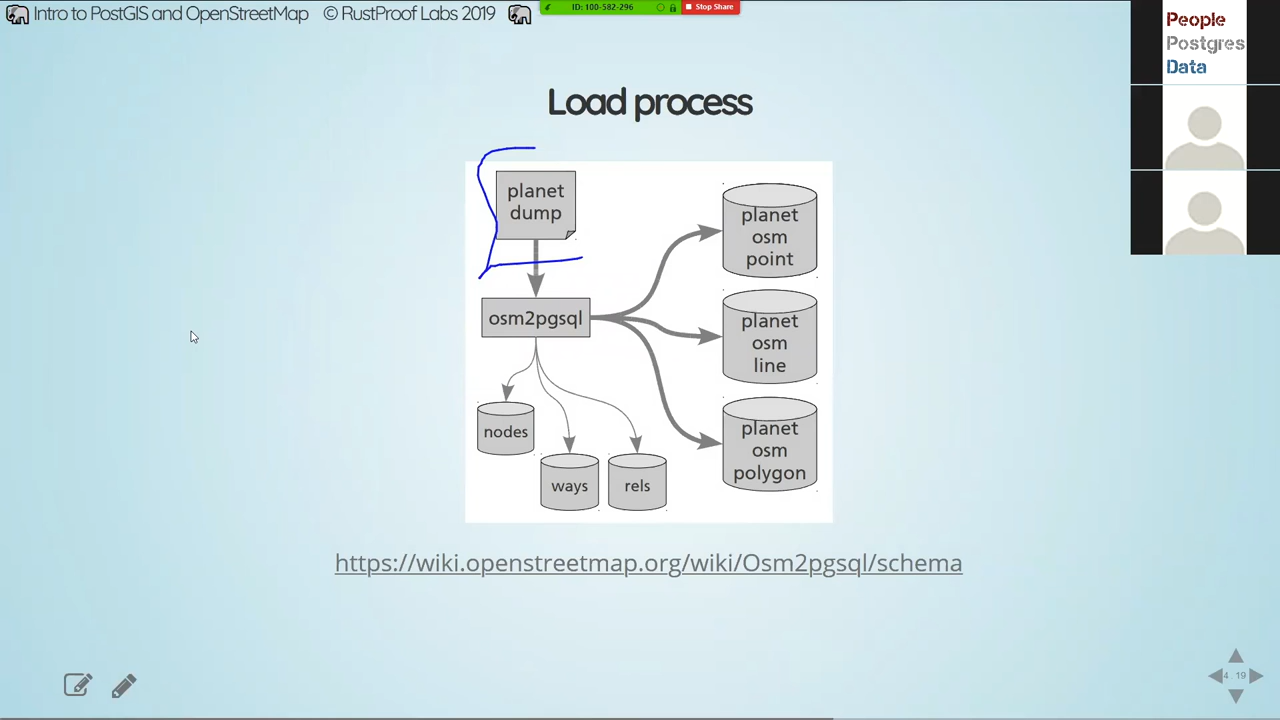 Intro to PostGIS and OpenStreetMap © RustProof Labs 2019
ID: 100-582-296
Stop Share
People
Postgres
Data
Load process
planet
dump
osm2pgsql
nodes
ways
rels
planet
osm
point
planet
osm
line
planet
osm
polygon
https://wiki.openstreetmap.org/wiki/Osm2pgsql/schema
4 . 19